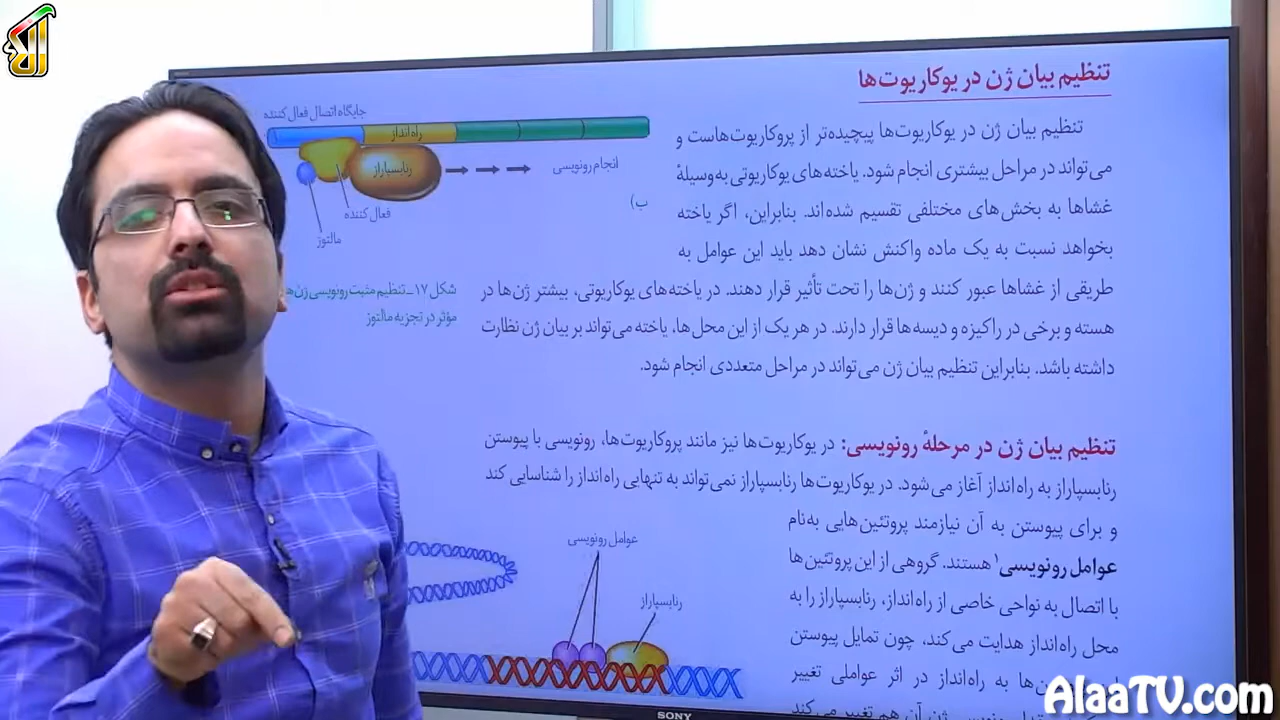 آلاء
تنظیم بیان ژن در یوکاریوت‌ها
تنظیم بیان ژن در یوکاریوت‌ها پیچیده‌تر از پروکاریوت‌هاست و
می‌تواند در مراحل بیشتری انجام شود. یاخته‌های یوکاریوتی به‌وسیلهٔ
غشاها به بخش‌های مختلفی تقسیم شده‌اند. بنابراین، اگر یاخته
بخواهد نسبت به یک ماده واکنش نشان دهد باید این عوامل به
طریقی از غشاها عبور کنند و ژن‌ها را تحت تأثیر قرار دهند. در یاخته‌های یوکاریوتی، بیشتر ژن‌ها در
هسته و برخی در راکیزه و دیسه‌ها قرار دارند. در هر یک از این محل‌ها، یاخته می‌تواند بر بیان ژن نظارت
داشته باشد. بنابراین تنظیم بیان ژن می‌تواند در مراحل متعددی انجام شود.
جایگاه اتصال فعال کننده
راه‌انداز
رنابسپاراز
انجام رونویسی
فعال کننده
مالتوز
ب)
شکل ۱۷ــ تنظیم مثبت رونویسی ژن‌ها
مؤثر در تجزیه مالتوز
تنظیم بیان ژن در مرحلهٔ رونویسی: در یوکاریوت‌ها نیز مانند پروکاریوت‌ها، رونویسی با پیوستن
رنابسپاراز به راه‌انداز آغاز می‌شود. در یوکاریوت‌ها رنابسپاراز نمی‌تواند به تنهایی راه‌انداز را شناسایی کند
و برای پیوستن به آن نیازمند پروتئین‌هایی به‌نام
عوامل رونویسی۱ هستند. گروهی از این پروتئین‌ها
با اتصال به نواحی خاصی از راه‌انداز، رنابسپاراز را به
محل راه‌انداز هدایت می‌کند، چون تمایل پیوستن
به راه‌انداز در اثر عواملی تغییر
رونویسی ژن آن هم تغییر می‌کند
عوامل رونویسی
رنابسپاراز
SONY
AlaaTV.com